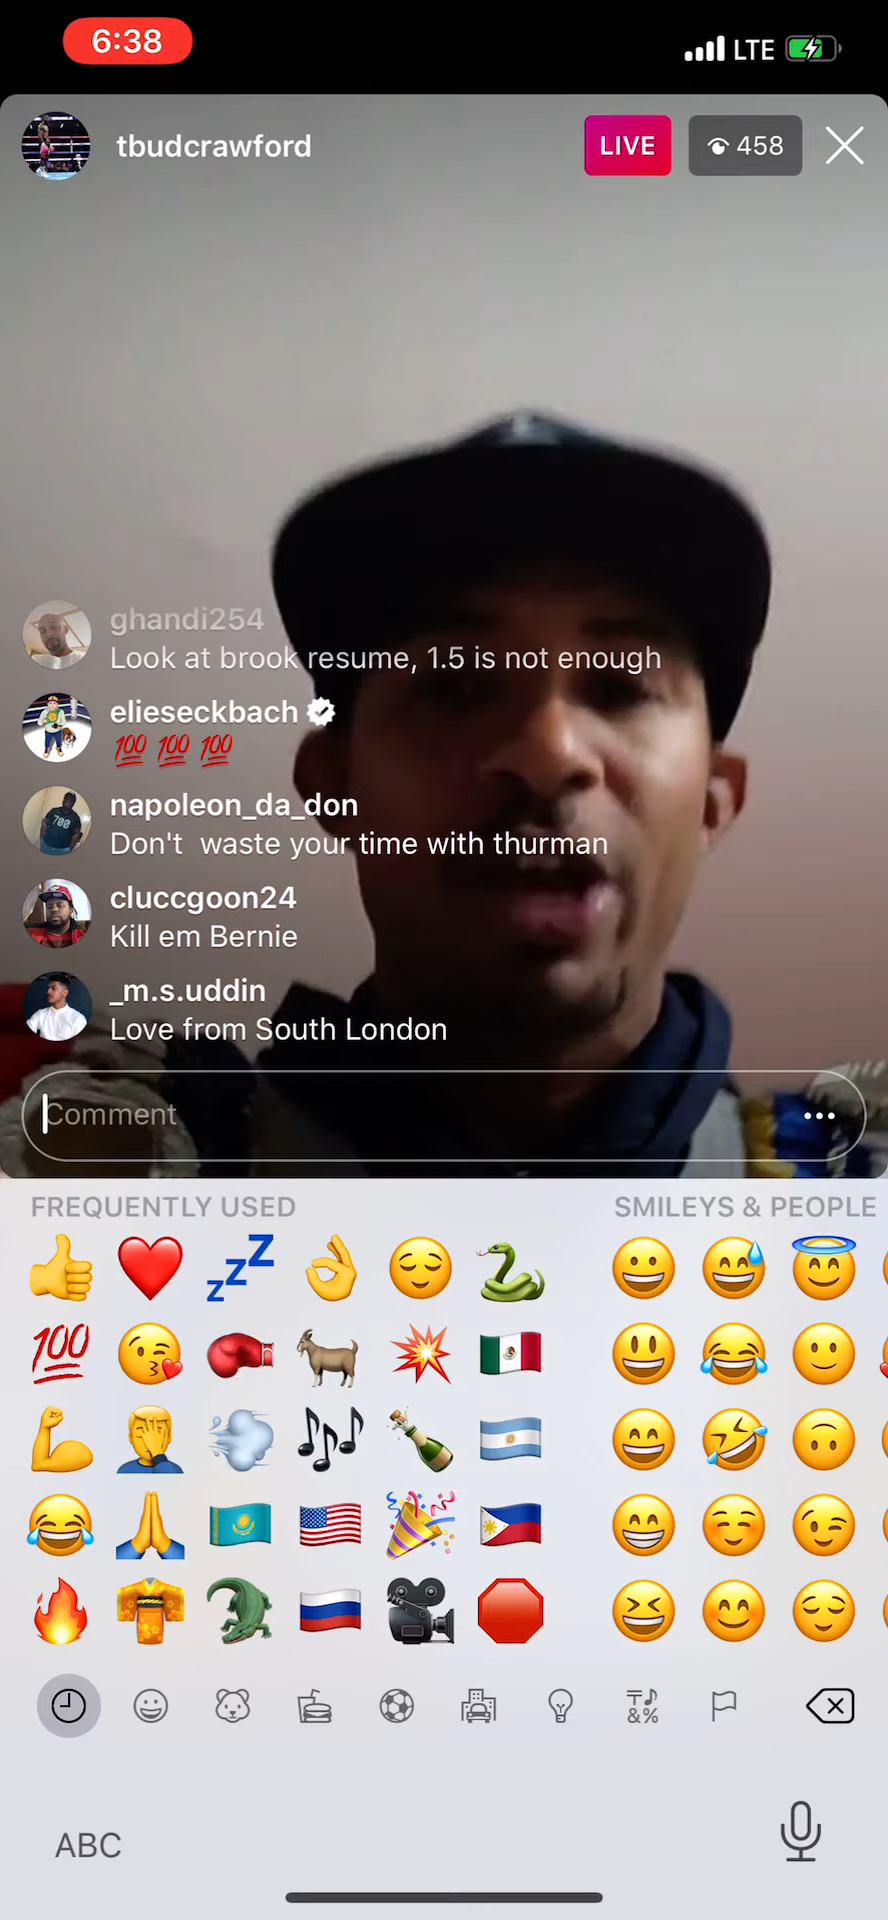 6:38
LTE
tbudcrawford
LIVE
458
ghandi254
Look at brook resume, 1.5 is not enough
elieseckbach
💯 💯 💯
napoleon_da_don
Don't  waste your time with thurman
cluccgoon24
Kill em Bernie
_m.s.uddin
Love from South London
Comment
FREQUENTLY USED
SMILEYS & PEOPLE
ABC